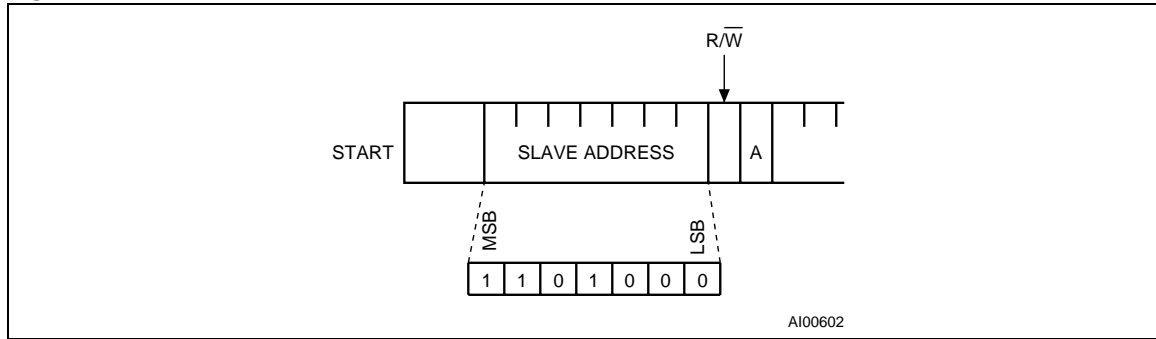 R/W
START
SLAVE ADDRESS
A
MSB
LSB
1 1 0 1 0 0 0
AI00602